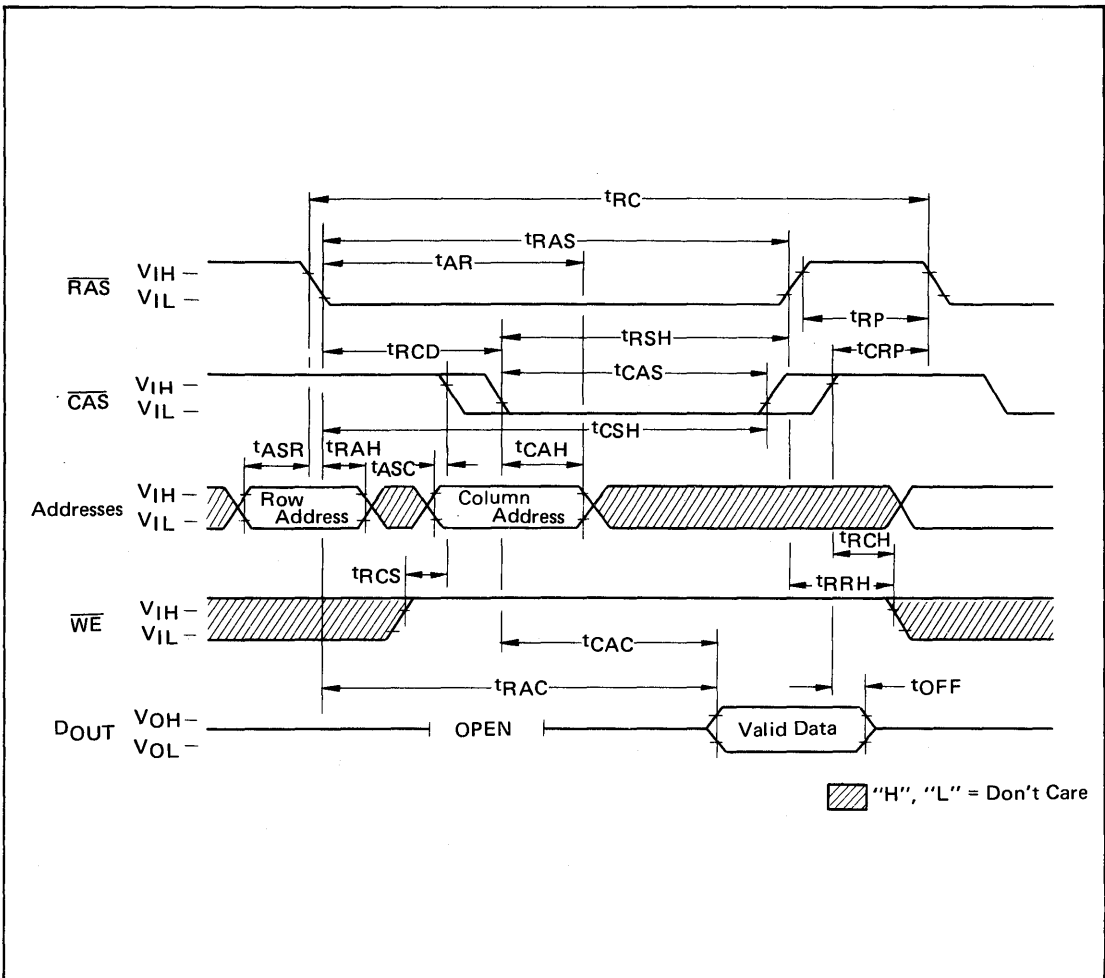 tRC
tRAS
tAR
RAS VIH
VIL
tRP
tRSH
tRCD
tCRP
tCAS
CAS VIH
VIL
tCSH
tASR tRAH tASC tCAH
Addresses VIH
VIL
Row
Address
Column
Address
tRCH
tRCS
tRRH
WE VIH
VIL
tCAC
tRAC
tOFF
DOUT VOH
VOL
OPEN
Valid Data
"H", "L" = Don't Care